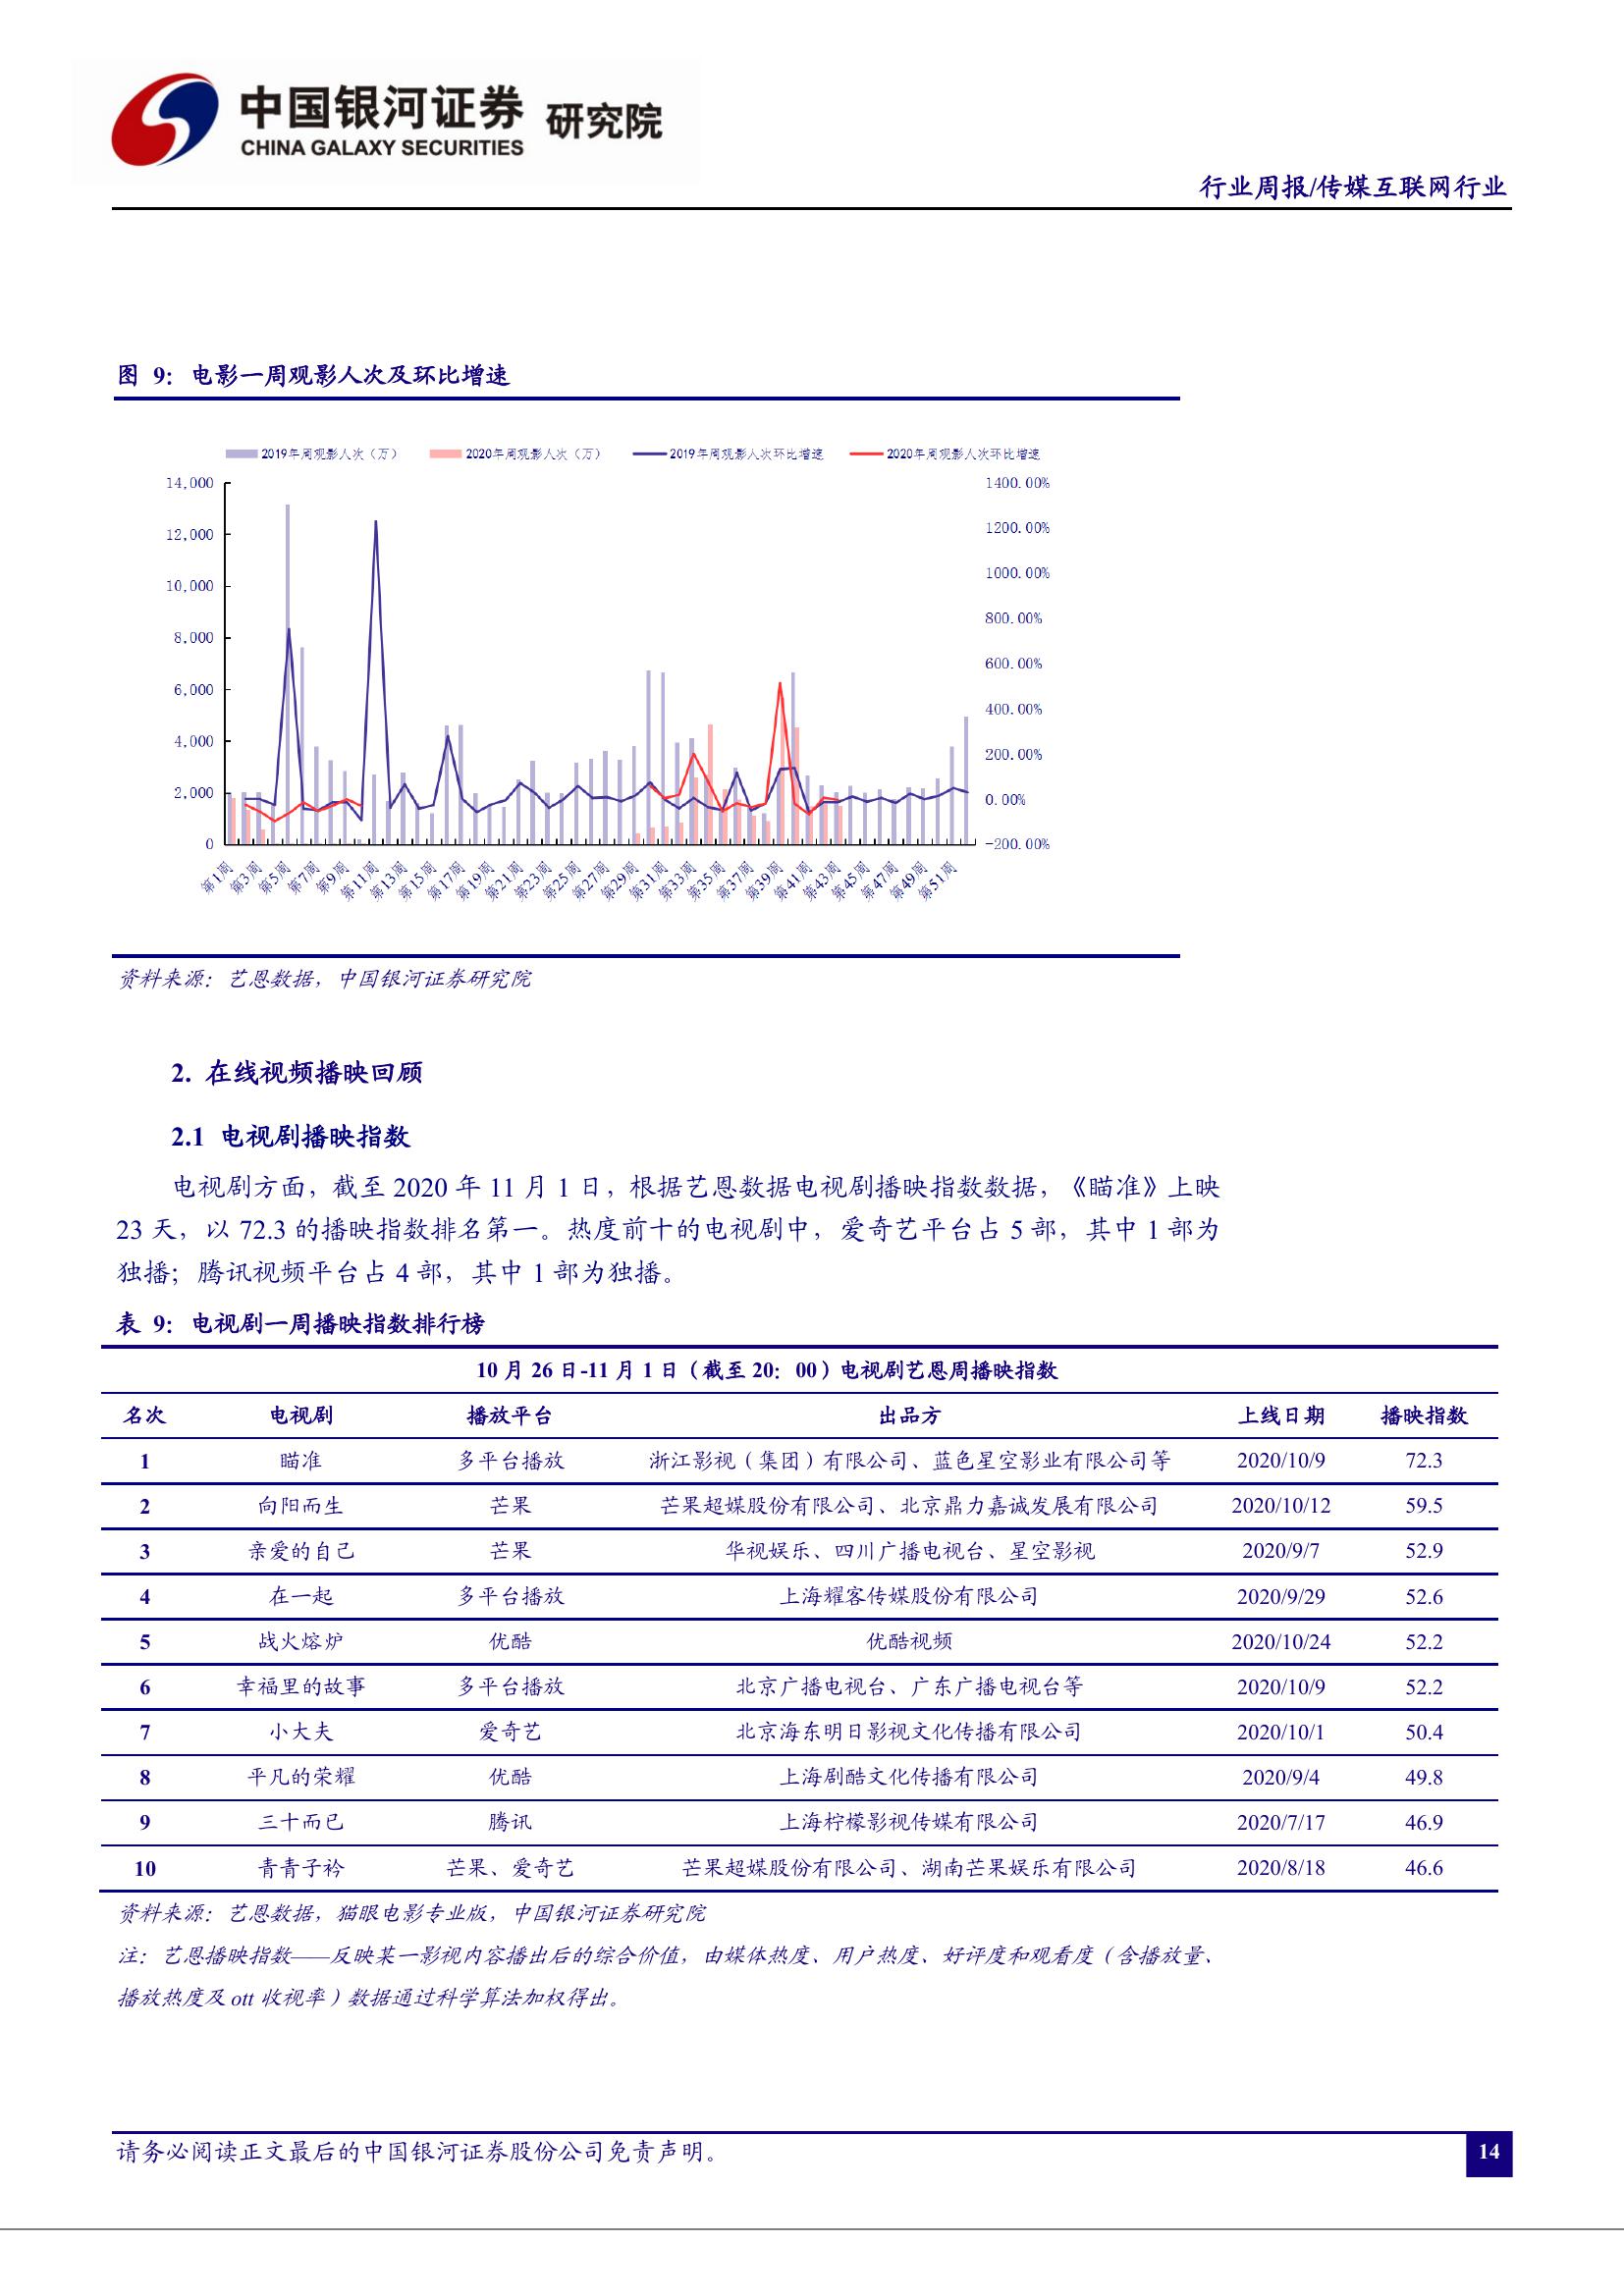 中国银河证券 研究院
CHINA GALAXY SECURITIES
行业周报/传媒互联网行业
图 9：电影一周观影人次及环比增速
2019年周观影人次（万） 2020年周观影人次（万） 2019年周观影人次环比增速 2020年周观影人次环比增速
14,000 1400.00%
12,000 1200.00%
10,000 1000.00%
8,000 800.00%
6,000 600.00%
4,000 400.00%
2,000 200.00%
0 0.00%
-200.00%
第1周 第3周 第5周 第7周 第9周 第11周 第13周 第15周 第17周 第19周 第21周 第23周 第25周 第27周 第29周 第31周 第33周 第35周 第37周 第39周 第41周 第43周 第45周 第47周 第49周 第51周
资料来源：艺恩数据，中国银河证券研究院
2. 在线视频播映回顾
2.1 电视剧播映指数
电视剧方面，截至 2020 年 11 月 1 日，根据艺恩数据电视剧播映指数数据，《瞄准》上映
23 天，以 72.3 的播映指数排名第一。热度前十的电视剧中，爱奇艺平台占 5 部，其中 1 部为
独播；腾讯视频平台占 4 部，其中 1 部为独播。
表 9：电视剧一周播映指数排行榜
10 月 26 日-11 月 1 日（截至 20：00）电视剧艺恩周播映指数
名次 电视剧 播放平台 出品方 上线日期 播映指数
1 瞄准 多平台播放 浙江影视（集团）有限公司、蓝色星空影业有限公司等 2020/10/9 72.3
2 向阳而生 芒果 芒果超媒股份有限公司、北京鼎力嘉诚发展有限公司 2020/10/12 59.5
3 亲爱的自己 芒果 华视娱乐、四川广播电视台、星空影视 2020/9/7 52.9
4 在一起 多平台播放 上海耀客传媒股份有限公司 2020/9/29 52.6
5 战火熔炉 优酷 优酷视频 2020/10/24 52.2
6 幸福里的故事 多平台播放 北京广播电视台、广东广播电视台等 2020/10/9 52.2
7 小大夫 爱奇艺 北京海东明日影视文化传播有限公司 2020/10/1 50.4
8 平凡的荣耀 优酷 上海剧酷文化传播有限公司 2020/9/4 49.8
9 三十而已 腾讯 上海柠檬影视传媒有限公司 2020/7/17 46.9
10 青青子衿 芒果、爱奇艺 芒果超媒股份有限公司、湖南芒果娱乐有限公司 2020/8/18 46.6
资料来源：艺恩数据，猫眼电影专业版，中国银河证券研究院
注：艺恩播映指数——反映某一影视内容播出后的综合价值，由媒体热度、用户热度、好评度和观看度（含播放量、
播放热度及 ott 收视率）数据通过科学算法加权得出。
请务必阅读正文最后的中国银河证券股份公司免责声明。
14